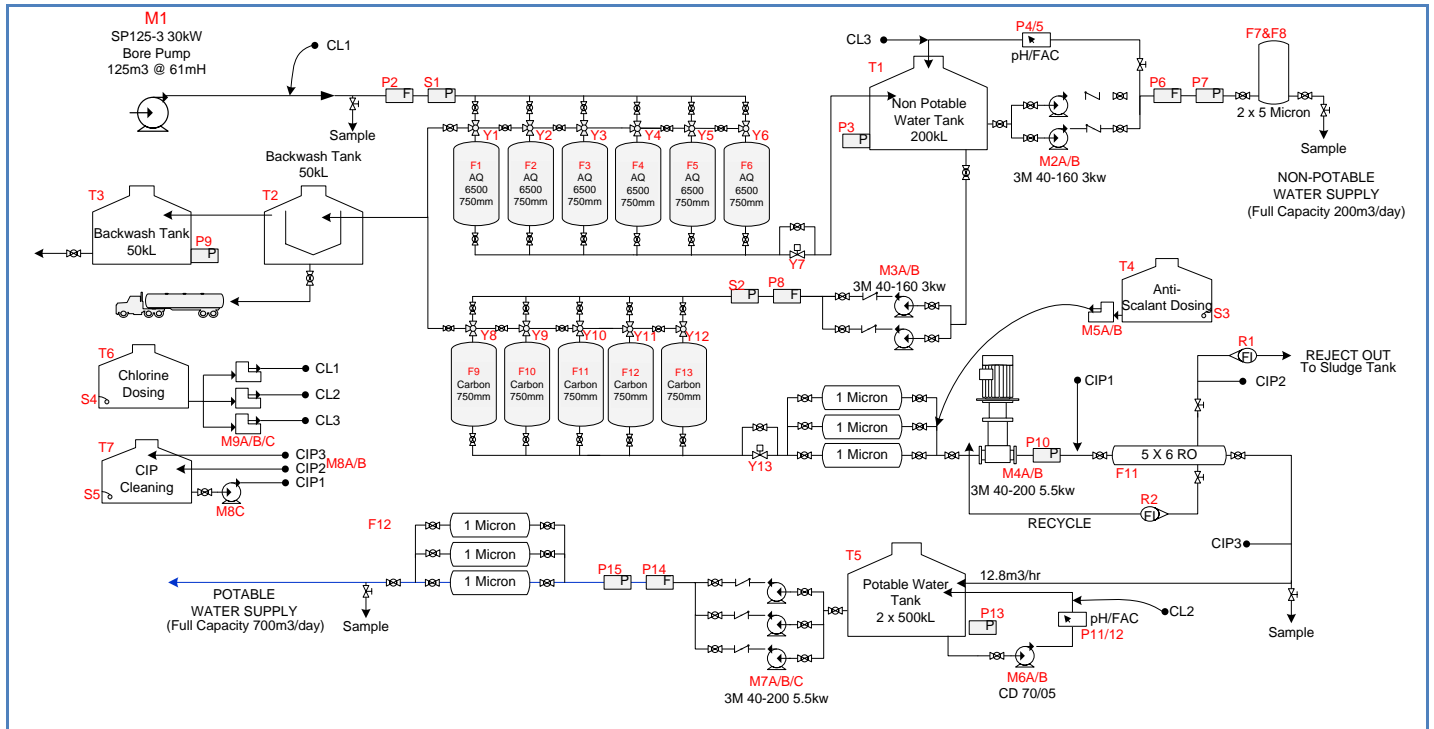 M1
SP125-3 30kW
Bore Pump
125m3 @ 61mH
CL1
P2
F
S1
P
Sample
Y1
Y2
Y3
Y4
Y5
Y6
F1
AQ
6500
750mm
F2
AQ
6500
750mm
F3
AQ
6500
750mm
F4
AQ
6500
750mm
F5
AQ
6500
750mm
F6
AQ
6500
750mm
Y7
CL3
T1
Non Potable
Water Tank
200kL
P3
P
P4/5
pH/FAC
M2A/B
3M 40-160 3kw
P6
F
P7
P
F7&F8
2 x 5 Micron
Sample
NON-POTABLE
WATER SUPPLY
(Full Capacity 200m3/day)
Backwash Tank
50kL
T2
T3
Backwash Tank
50kL
P9
P
S2
P
P8
F
M3A/B
3M 40-160 3kw
Y8
Y9
Y10
Y11
Y12
F9
Carbon
750mm
F10
Carbon
750mm
F11
Carbon
750mm
F12
Carbon
750mm
F13
Carbon
750mm
Y13
T4
Anti-
Scalant Dosing
S3
M5A/B
T6
Chlorine
Dosing
S4
CL1
CL2
CL3
M9A/B/C
T7
CIP
Cleaning
S5
CIP3
CIP2
CIP1
M8A/B
M8C
1 Micron
1 Micron
1 Micron
M4A/B
3M 40-200 5.5kw
P10
P
CIP1
5 X 6 RO
F11
R1
FI
REJECT OUT
To Sludge Tank
CIP2
R2
FI
RECYCLE
CIP3
12.8m3/hr
Sample
T5
Potable Water
Tank
2 x 500kL
P13
P
pH/FAC
P11/12
CL2
M6A/B
CD 70/05
M7A/B/C
3M 40-200 5.5kw
P14
F
P15
P
F12
1 Micron
1 Micron
1 Micron
Sample
POTABLE
WATER SUPPLY
(Full Capacity 700m3/day)